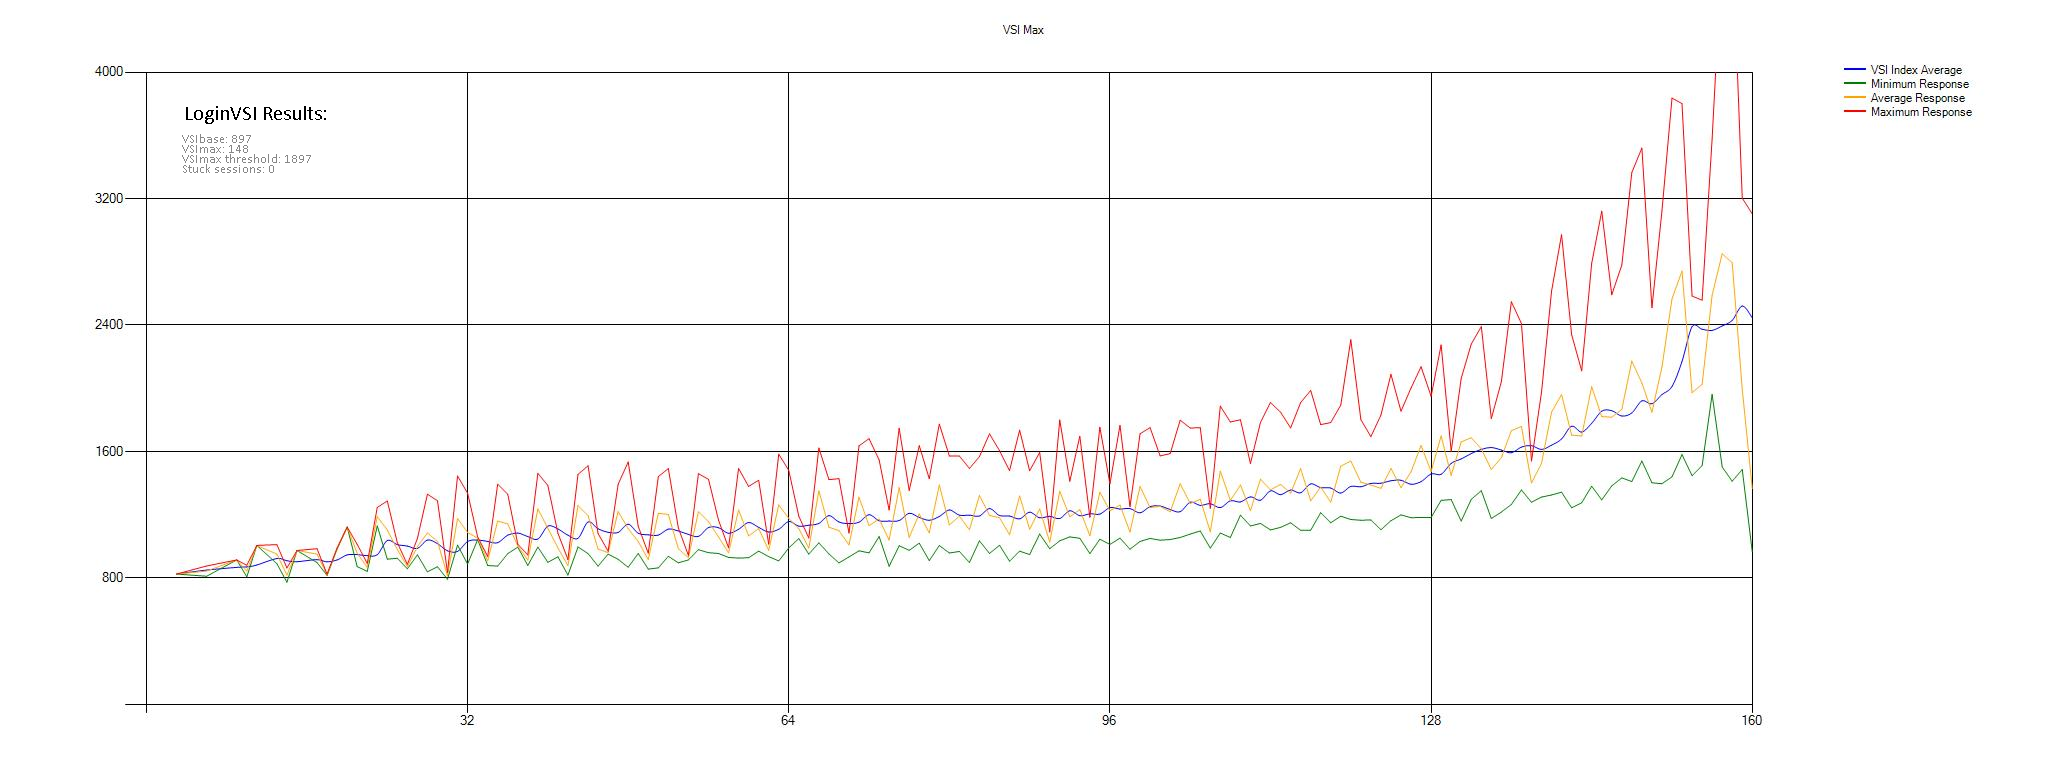 VSI Max
4000
3200
2400
1600
800
32
64
96
128
160
LoginVSI Results:
VSIbase: 897
VSImax: 148
VSImax threshold: 1897
Stuck sessions: 0
VSI Index Average
Minimum Response
Average Response
Maximum Response